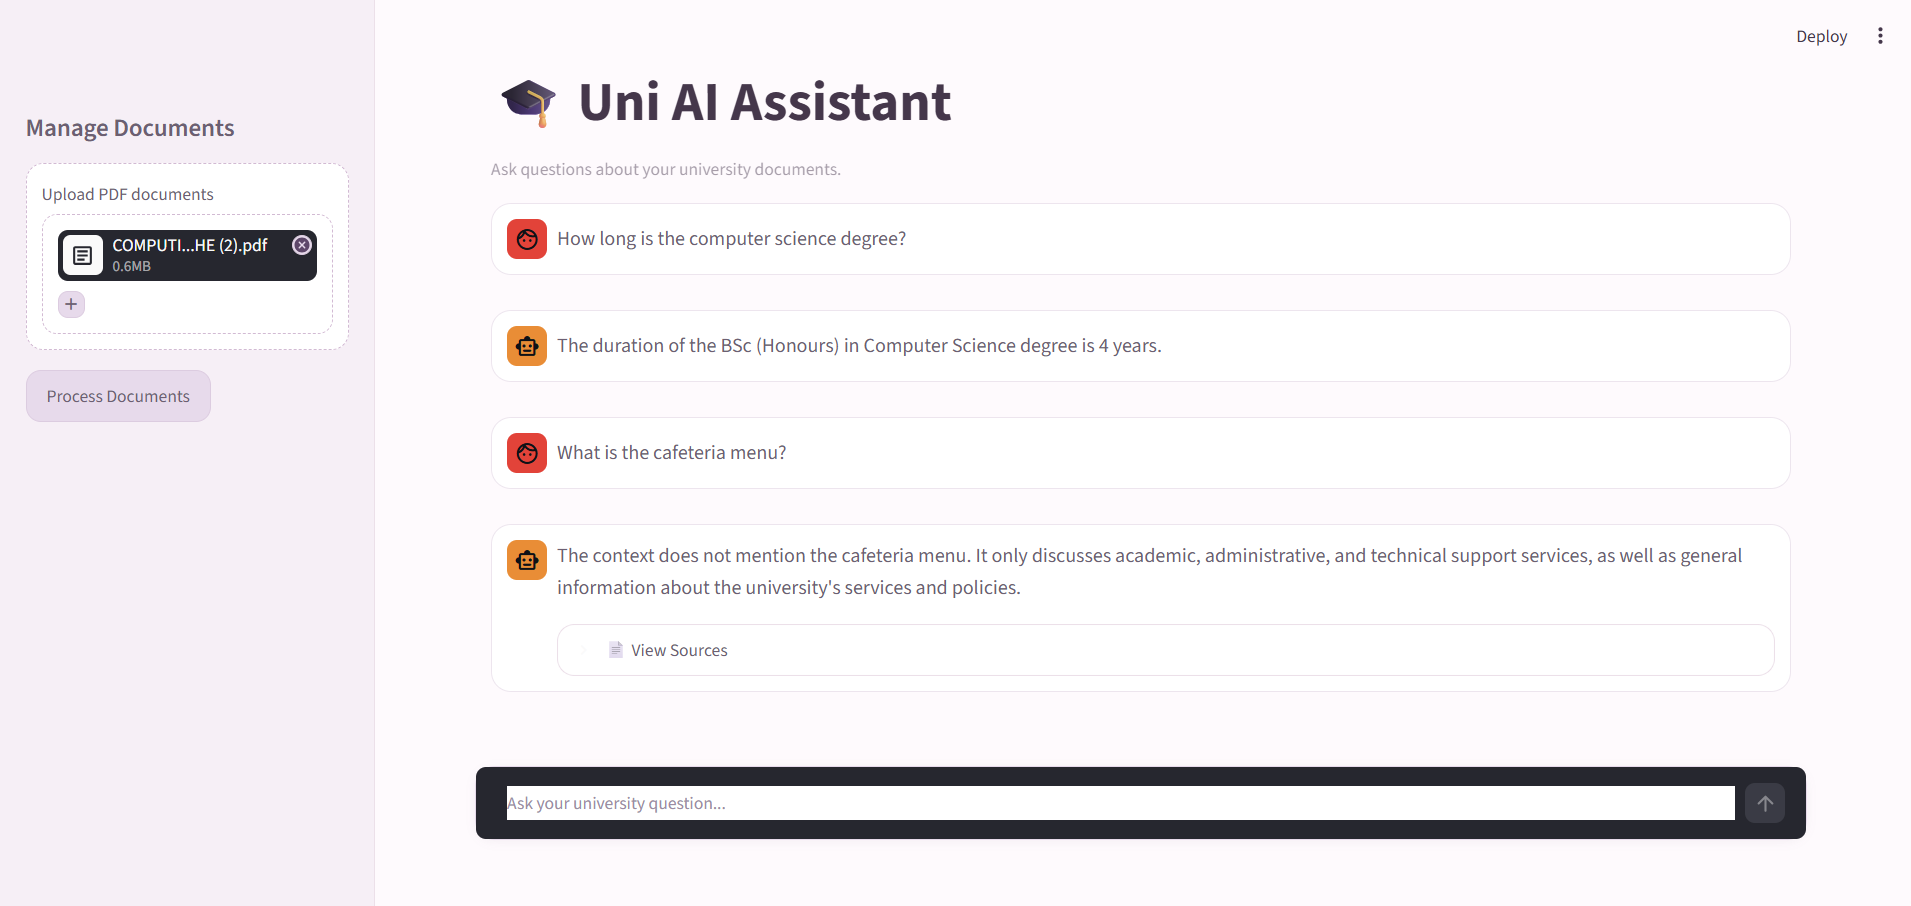 Deploy
Manage Documents
Upload PDF documents
COMPUTI...HE (2).pdf
0.6MB
Process Documents
Uni AI Assistant
Ask questions about your university documents.
How long is the computer science degree?
The duration of the BSc (Honours) in Computer Science degree is 4 years.
What is the cafeteria menu?
The context does not mention the cafeteria menu. It only discusses academic, administrative, and technical support services, as well as general
information about the university's services and policies.
View Sources
Ask your university question...